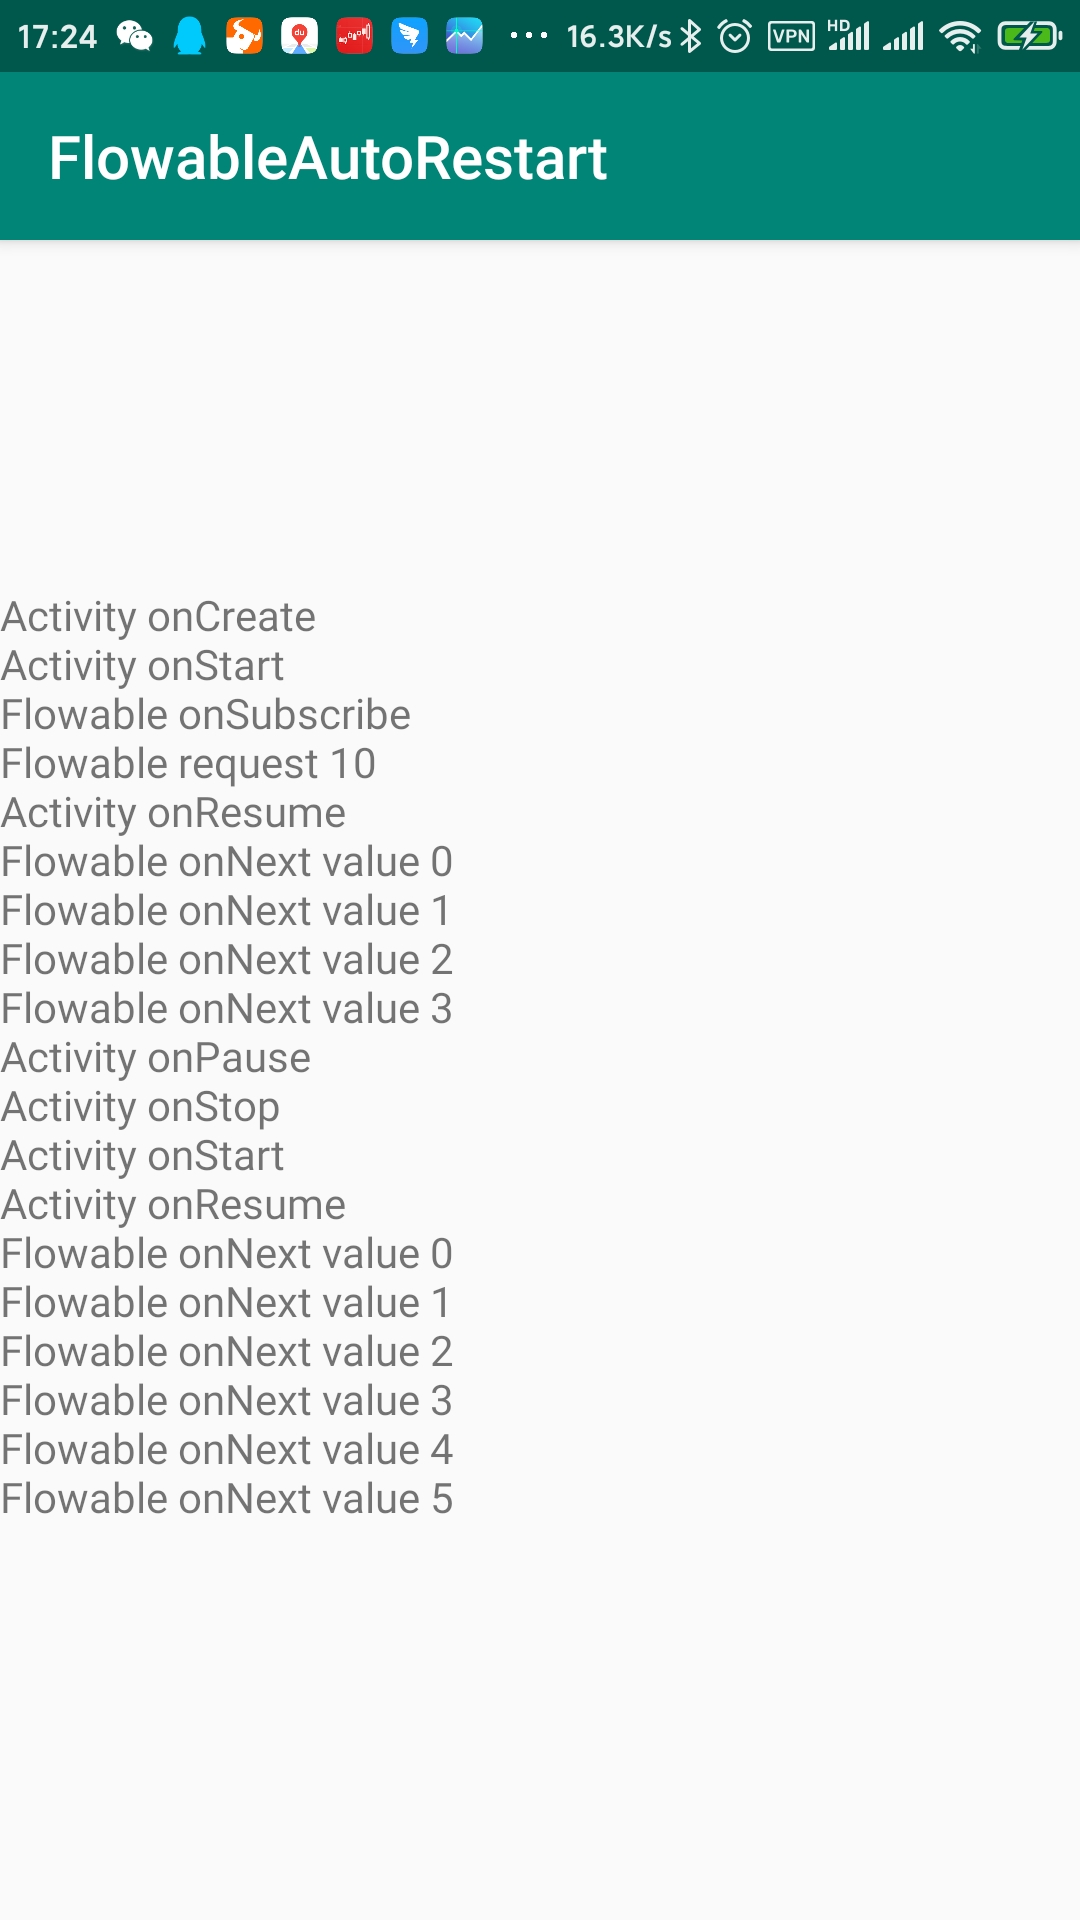 17:24 du 16.3K/s VPN HD
FlowableAutoRestart
Activity onCreate
Activity onStart
Flowable onSubscribe
Flowable request 10
Activity onResume
Flowable onNext value 0
Flowable onNext value 1
Flowable onNext value 2
Flowable onNext value 3
Activity onPause
Activity onStop
Activity onStart
Activity onResume
Flowable onNext value 0
Flowable onNext value 1
Flowable onNext value 2
Flowable onNext value 3
Flowable onNext value 4
Flowable onNext value 5